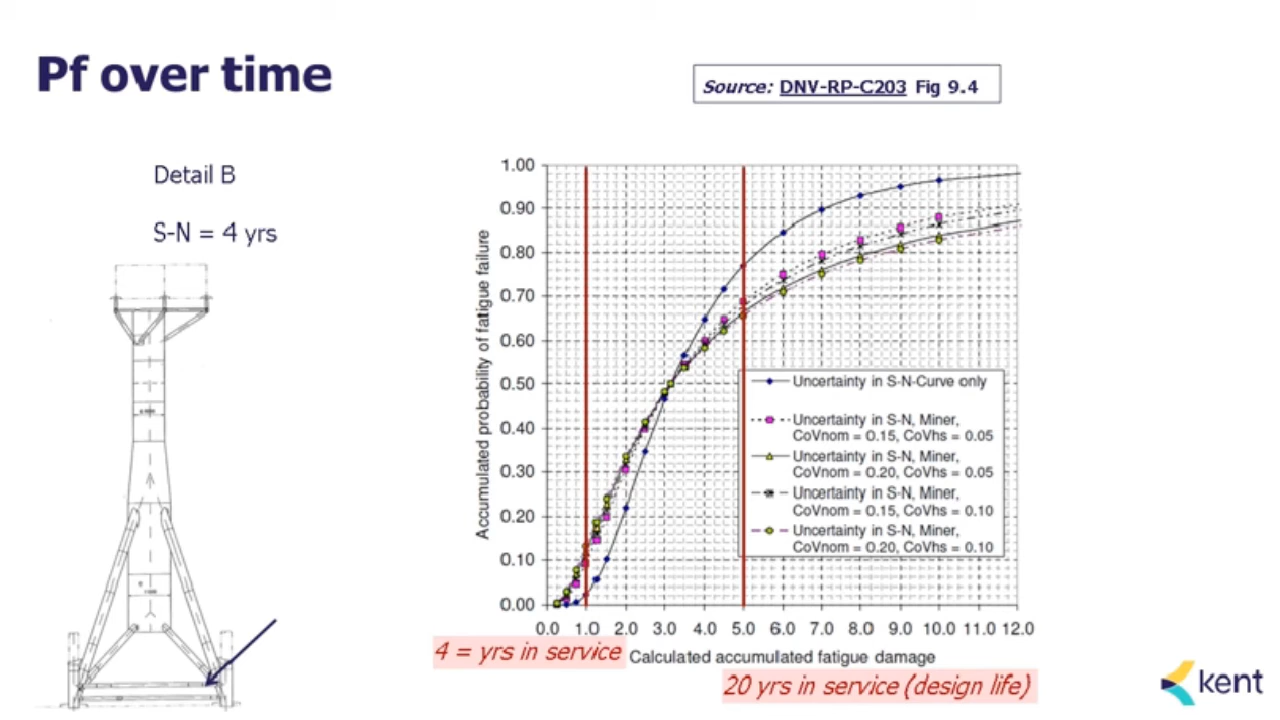 Pf over time
Source: DNV-RP-C203 Fig 9.4
Detail B
S-N = 4 yrs
Accumulated probability of fatigue failure
1.00
0.90
0.80
0.70
0.60
0.50
0.40
0.30
0.20
0.10
0.00
Uncertainty in S-N-Curve only
Uncertainty in S-N, Miner,
CoVnom = 0.15, CoVhs = 0.05
Uncertainty in S-N, Miner,
CoVnom = 0.20, CoVhs = 0.05
Uncertainty in S-N, Miner,
CoVnom = 0.15, CoVhs = 0.10
Uncertainty in S-N, Miner,
CoVnom = 0.20, CoVhs = 0.10
0.0 1.0 2.0 3.0 4.0 5.0 6.0 7.0 8.0 9.0 10.0 11.0 12.0
4 = yrs in service
Calculated accumulated fatigue damage
20 yrs in service (design life)
kent